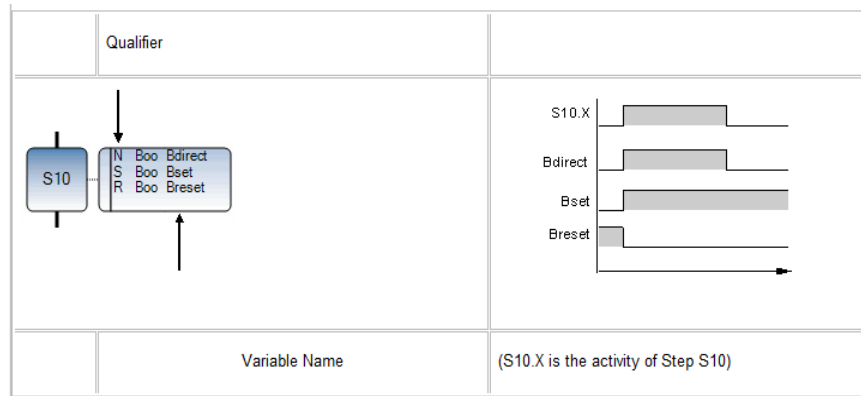 Qualifier
S10
N Boo Bdirect
S Boo Bset
R Boo Breset
S10.X
Bdirect
Bset
Breset
Variable Name
(S10.X is the activity of Step S10)